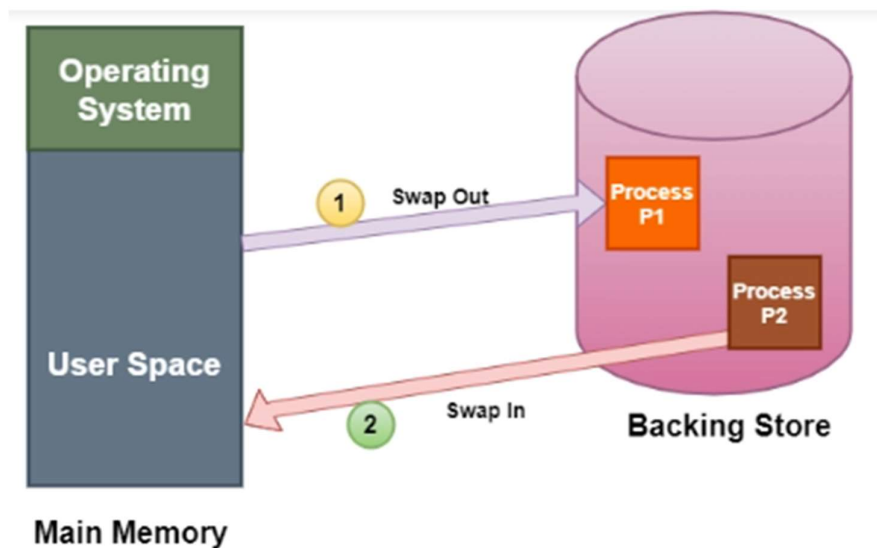 Operating
System
1
Swap Out
Process
P1
Process
P2
User Space
2
Swap In
Backing Store
Main Memory